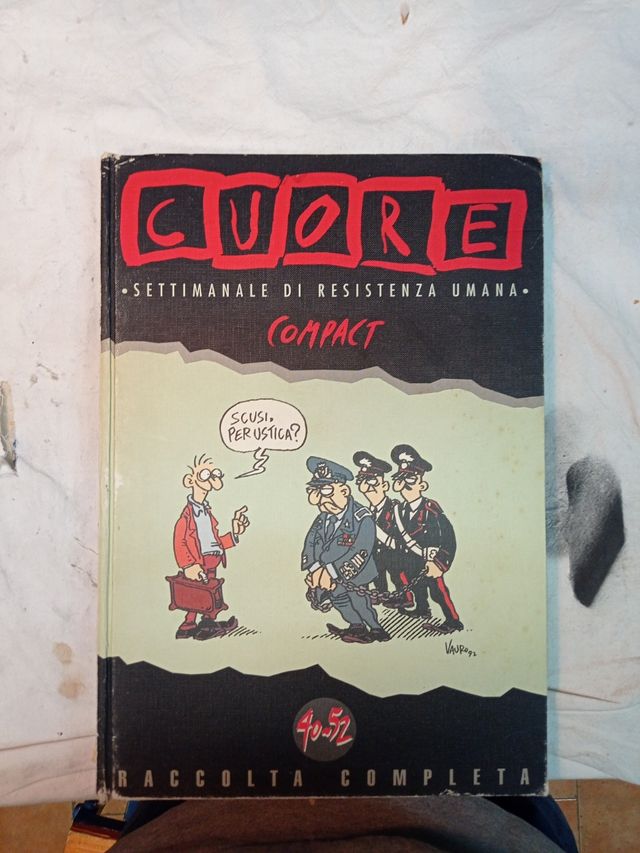 CUORE
• SETTIMANALE DI RESISTENZA UMANA •
COMPACT
SCUSI,
PER USTICA?
VAURO 92
40-52
RACCOLTA COMPLETA